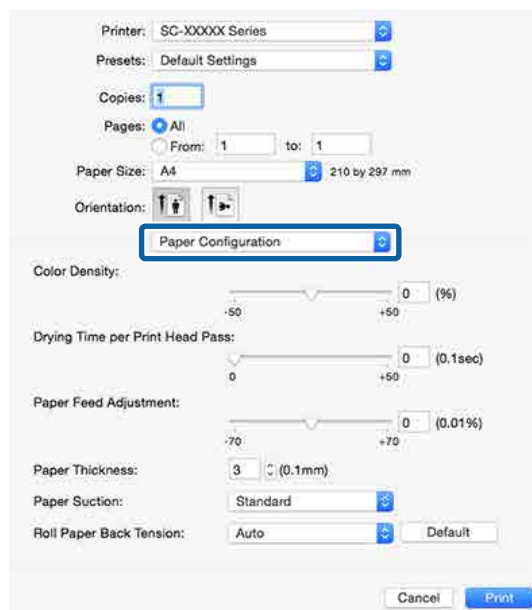 Printer: SC-XXXXX Series
Presets: Default Settings
Copies: 1
Pages: All
From: 1 to: 1
Paper Size: A4 210 by 297 mm
Orientation:
Paper Configuration
Color Density:
0 (%)
-50 +50
Drying Time per Print Head Pass:
0 (0.1sec)
0 +50
Paper Feed Adjustment:
0 (0.01%)
-70 +70
Paper Thickness: 3 (0.1mm)
Paper Suction: Standard
Roll Paper Back Tension: Auto Default
Cancel Print